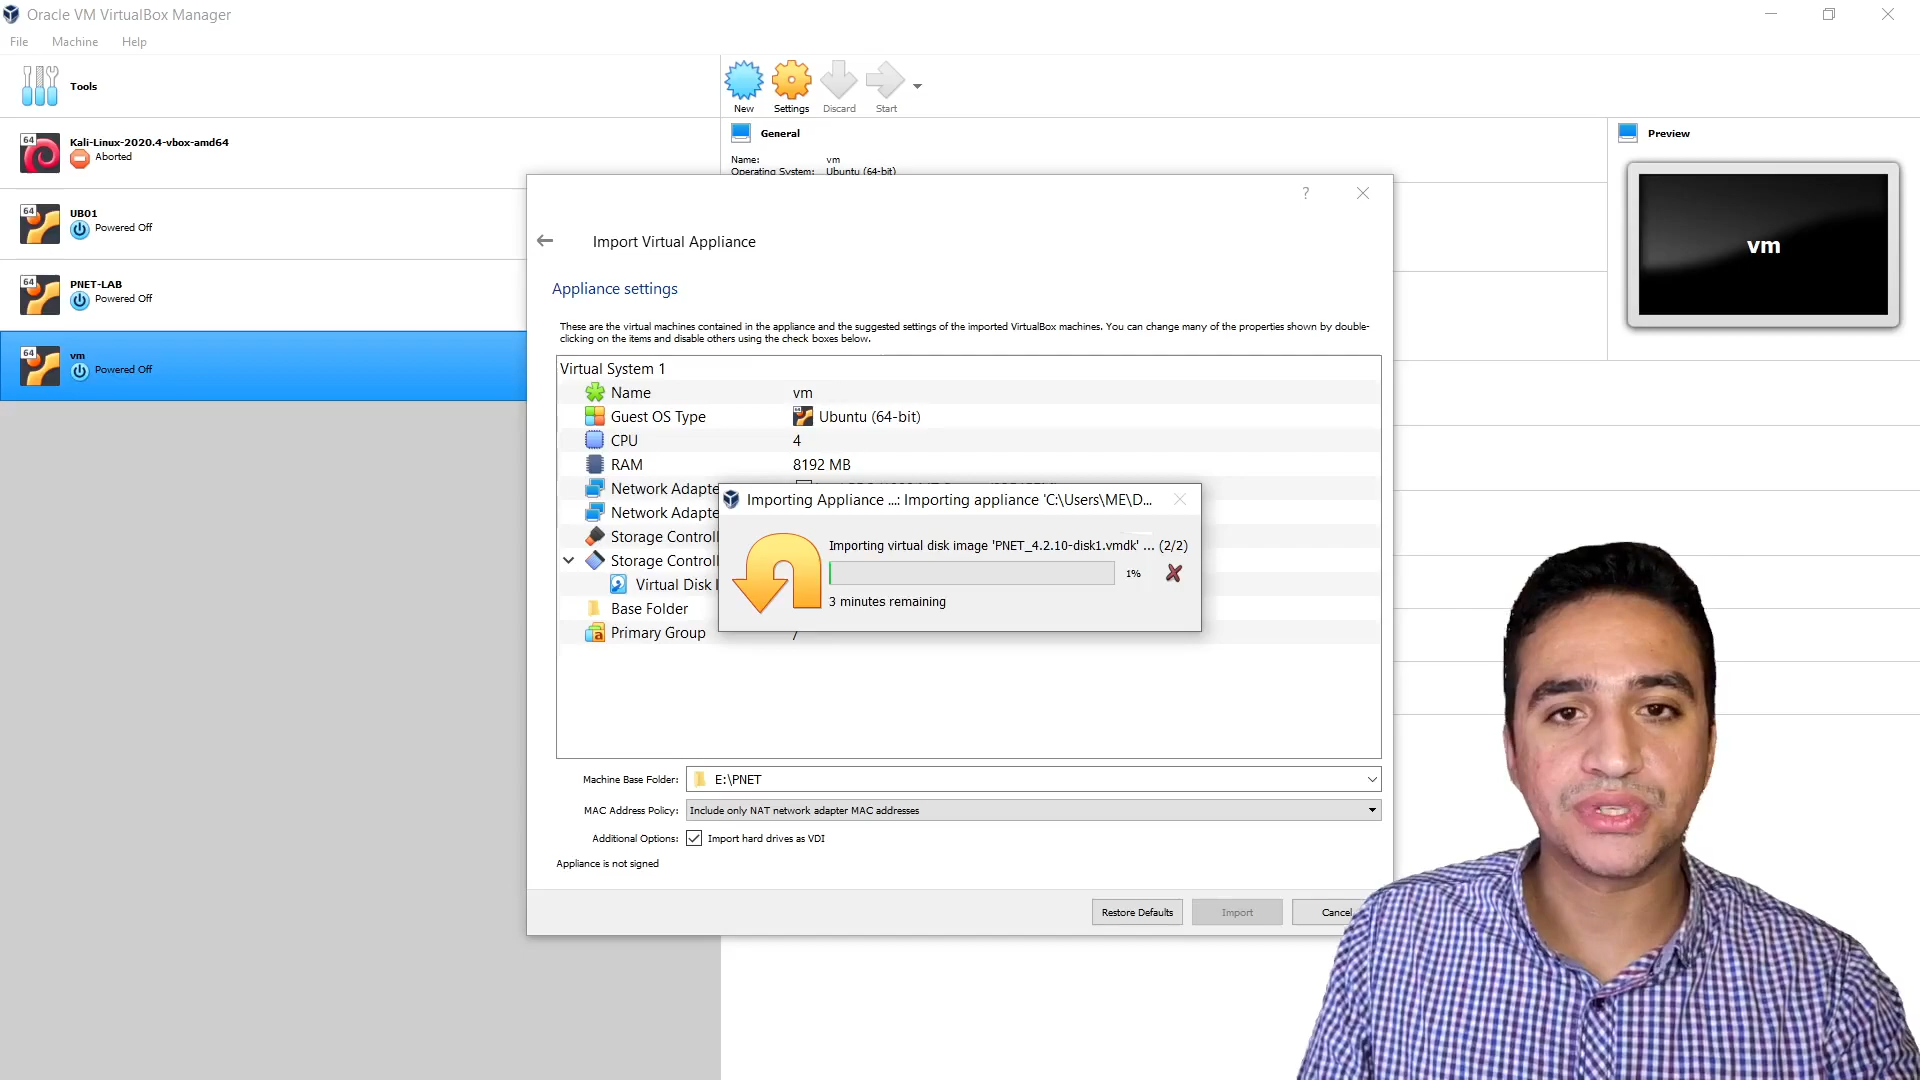 Oracle VM VirtualBox Manager
File Machine Help
Tools
New Settings Discard Start
64 Kali-Linux-2020.4-vbox-amd64
Aborted
64 UB01
Powered Off
64 PNET-LAB
Powered Off
64 vm
Powered Off
General
Name: vm
Operating System: Ubuntu (64-bit)
Preview
vm
?
Import Virtual Appliance
Appliance settings
These are the virtual machines contained in the appliance and the suggested settings of the imported VirtualBox machines. You can change many of the properties shown by double-
clicking on the items and disable others using the check boxes below.
Virtual System 1
Name vm
Guest OS Type Ubuntu (64-bit)
CPU 4
RAM 8192 MB
Network Adapte
Network Adapte
Storage Controll
Storage Controll
Virtual Disk I
Base Folder
Primary Group /
Importing Appliance ...: Importing appliance 'C:\Users\ME\D...
Importing virtual disk image 'PNET_4.2.10-disk1.vmdk' ... (2/2)
1%
3 minutes remaining
Machine Base Folder: E:\PNET
MAC Address Policy: Include only NAT network adapter MAC addresses
Additional Options: Import hard drives as VDI
Appliance is not signed
Restore Defaults Import Cancel